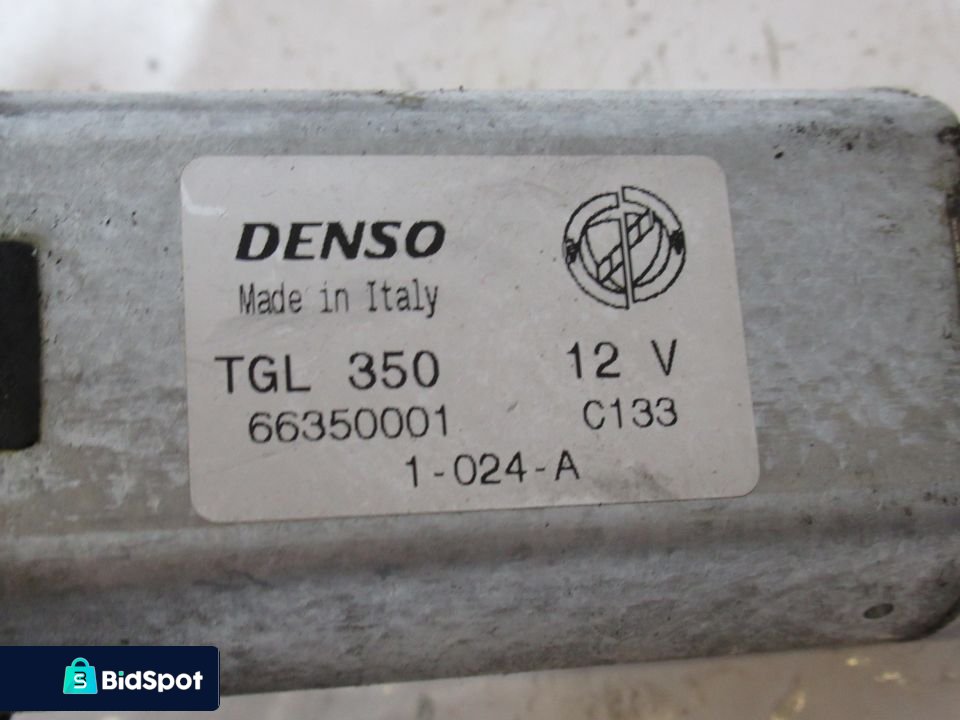 DENSO
Made in Italy
TGL 350 12 V
66350001 C133
1-024-A
BidSpot